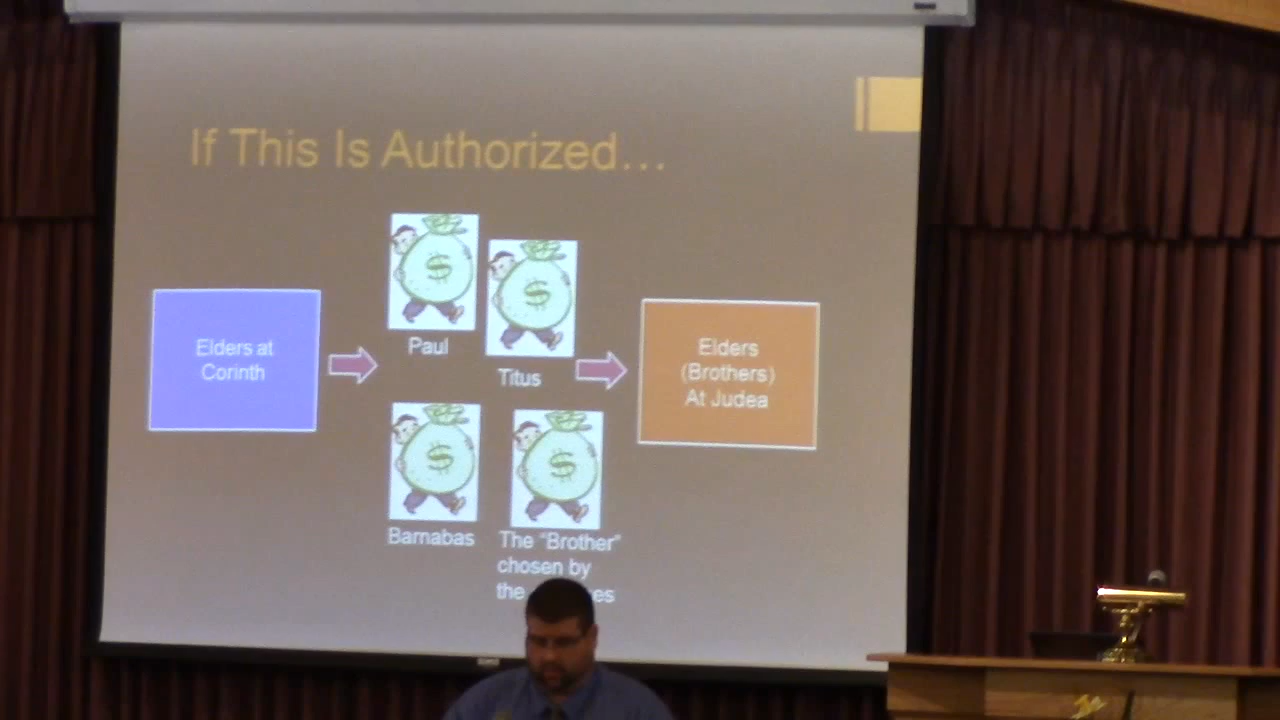 If This Is Authorized...
Elders at
Corinth
Paul
Titus
Elders
(Brothers)
At Judea
Barnabas
The "Brother"
chosen by
the
$
$
$
$